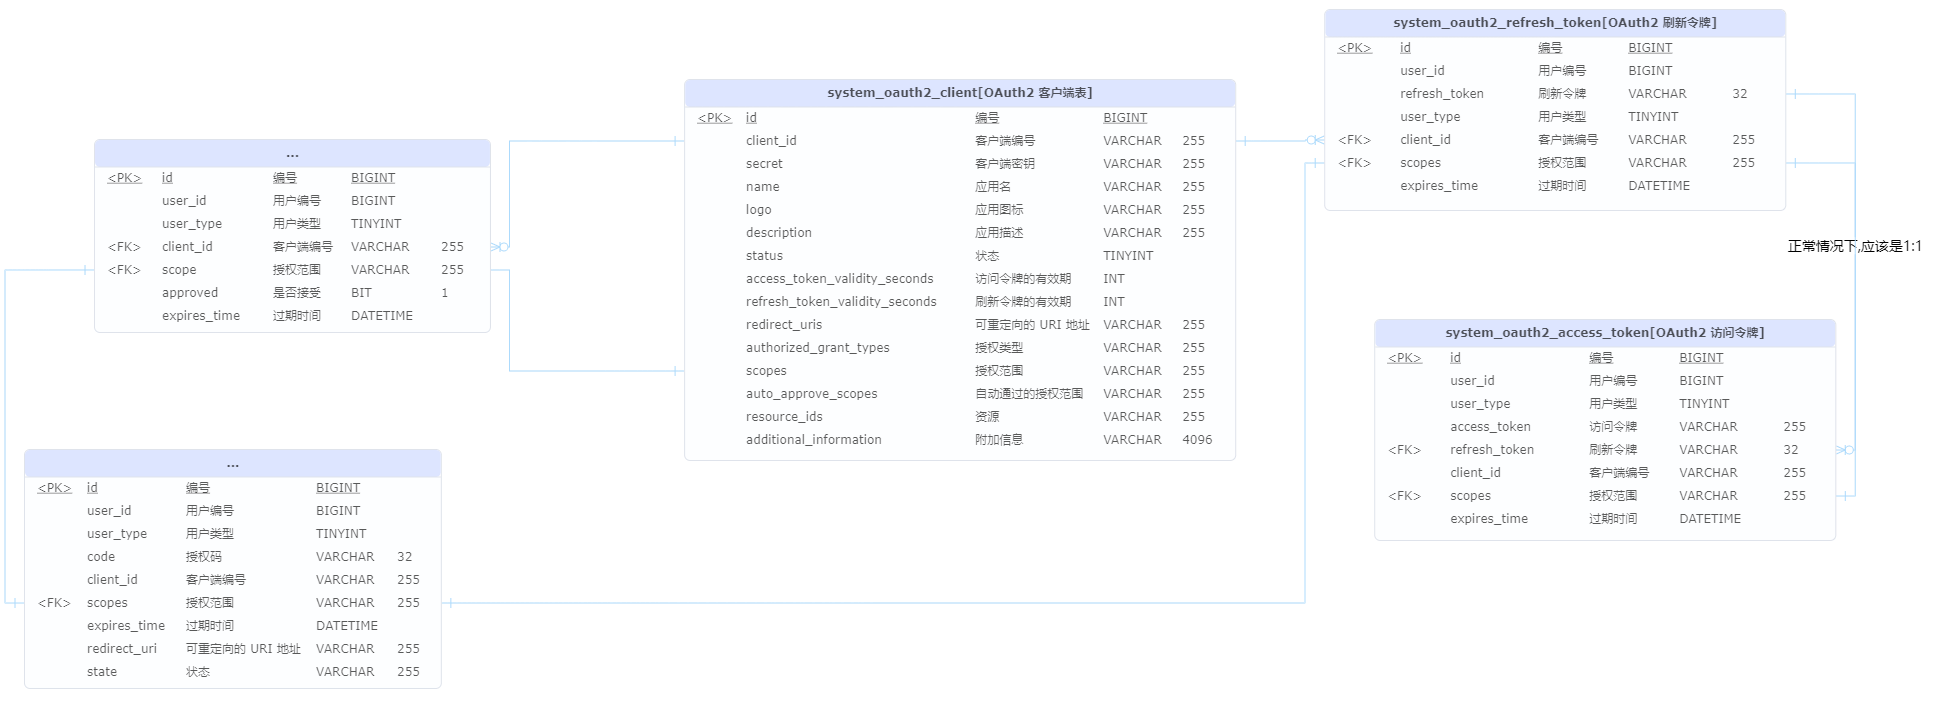 system_oauth2_refresh_token[OAuth2 刷新令牌]
<PK> id 编号 BIGINT
user_id 用户编号 BIGINT
refresh_token 刷新令牌 VARCHAR 32
user_type 用户类型 TINYINT
<FK> client_id 客户端编号 VARCHAR 255
<FK> scopes 授权范围 VARCHAR 255
expires_time 过期时间 DATETIME
system_oauth2_client[OAuth2 客户端表]
<PK> id 编号 BIGINT
client_id 客户端编号 VARCHAR 255
secret 客户端密钥 VARCHAR 255
name 应用名 VARCHAR 255
logo 应用图标 VARCHAR 255
description 应用描述 VARCHAR 255
status 状态 TINYINT
access_token_validity_seconds 访问令牌的有效期 INT
refresh_token_validity_seconds 刷新令牌的有效期 INT
redirect_uris 可重定向的 URI 地址 VARCHAR 255
authorized_grant_types 授权类型 VARCHAR 255
scopes 授权范围 VARCHAR 255
auto_approve_scopes 自动通过的授权范围 VARCHAR 255
resource_ids 资源 VARCHAR 255
additional_information 附加信息 VARCHAR 4096
...
<PK> id 编号 BIGINT
user_id 用户编号 BIGINT
user_type 用户类型 TINYINT
<FK> client_id 客户端编号 VARCHAR 255
<FK> scope 授权范围 VARCHAR 255
approved 是否接受 BIT 1
expires_time 过期时间 DATETIME
正常情况下,应该是1:1
system_oauth2_access_token[OAuth2 访问令牌]
<PK> id 编号 BIGINT
user_id 用户编号 BIGINT
user_type 用户类型 TINYINT
access_token 访问令牌 VARCHAR 255
<FK> refresh_token 刷新令牌 VARCHAR 32
client_id 客户端编号 VARCHAR 255
<FK> scopes 授权范围 VARCHAR 255
expires_time 过期时间 DATETIME
...
<PK> id 编号 BIGINT
user_id 用户编号 BIGINT
user_type 用户类型 TINYINT
code 授权码 VARCHAR 32
client_id 客户端编号 VARCHAR 255
<FK> scopes 授权范围 VARCHAR 255
expires_time 过期时间 DATETIME
redirect_uri 可重定向的 URI 地址 VARCHAR 255
state 状态 VARCHAR 255